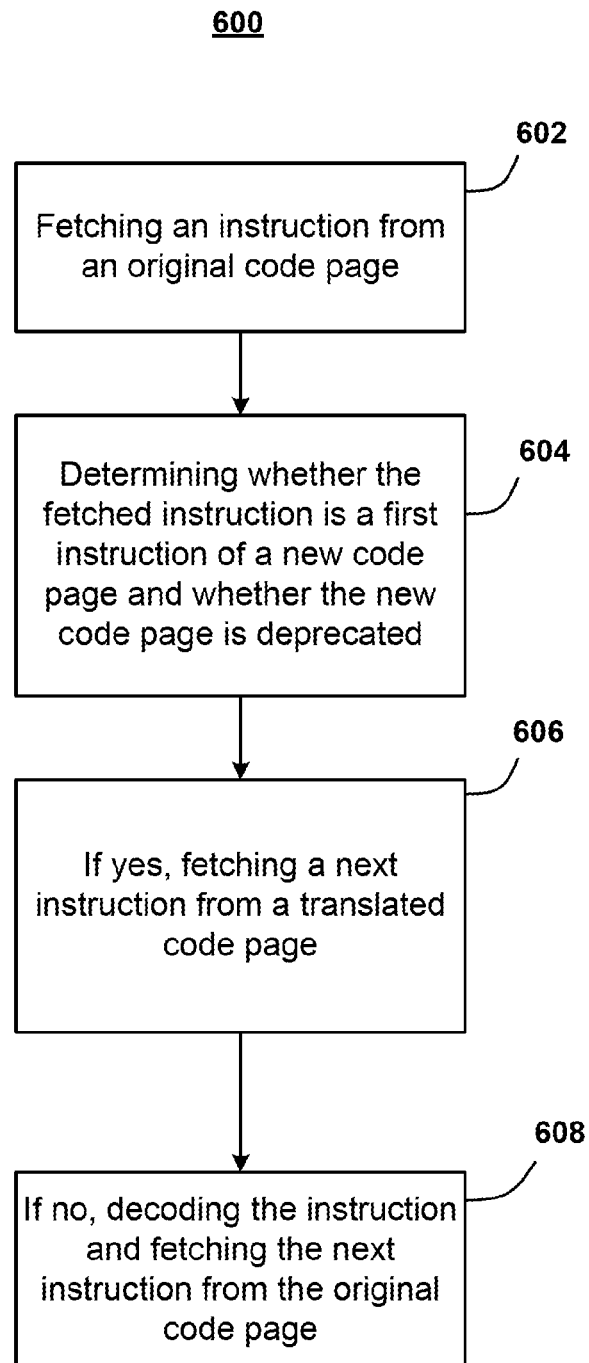 600
602
Fetching an instruction from
an original code page
604
Determining whether the
fetched instruction is a first
instruction of a new code
page and whether the new
code page is deprecated
606
If yes, fetching a next
instruction from a translated
code page
608
If no, decoding the instruction
and fetching the next
instruction from the original
code page